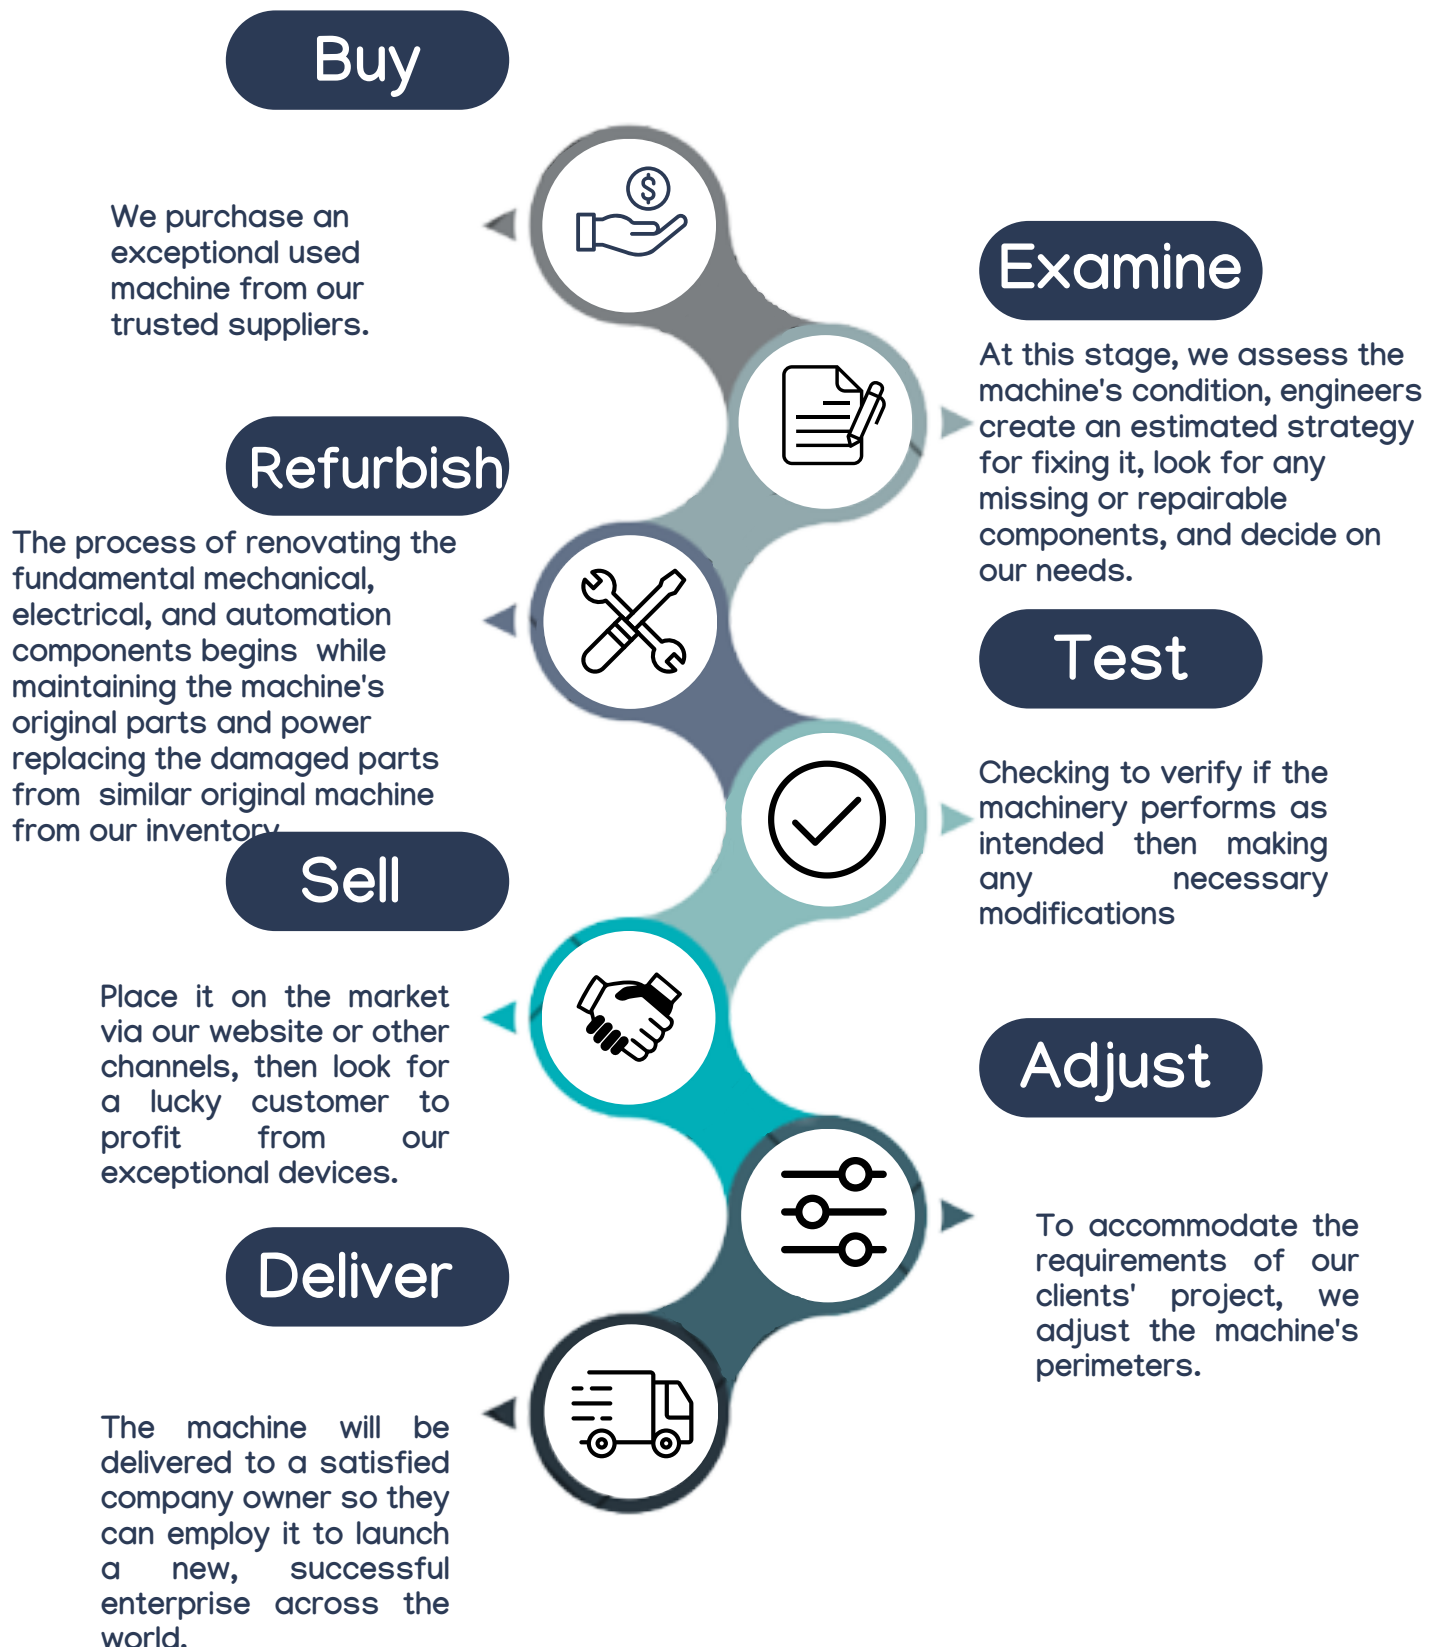 Buy
We purchase an
exceptional used
machine from our
trusted suppliers.
Examine
At this stage, we assess the
machine's condition, engineers
create an estimated strategy
for fixing it, look for any
missing or repairable
components, and decide on
our needs.
Refurbish
The process of renovating the
fundamental mechanical,
electrical, and automation
components begins while
maintaining the machine's
original parts and power
replacing the damaged parts
from similar original machine
from our inventory
Test
Checking to verify if the
machinery performs as
intended then making
any necessary
modifications
Sell
Place it on the market
via our website or other
channels, then look for
a lucky customer to
profit from our
exceptional devices.
Adjust
To accommodate the
requirements of our
clients' project, we
adjust the machine's
perimeters.
Deliver
The machine will be
delivered to a satisfied
company owner so they
can employ it to launch
a new, successful
enterprise across the
world.